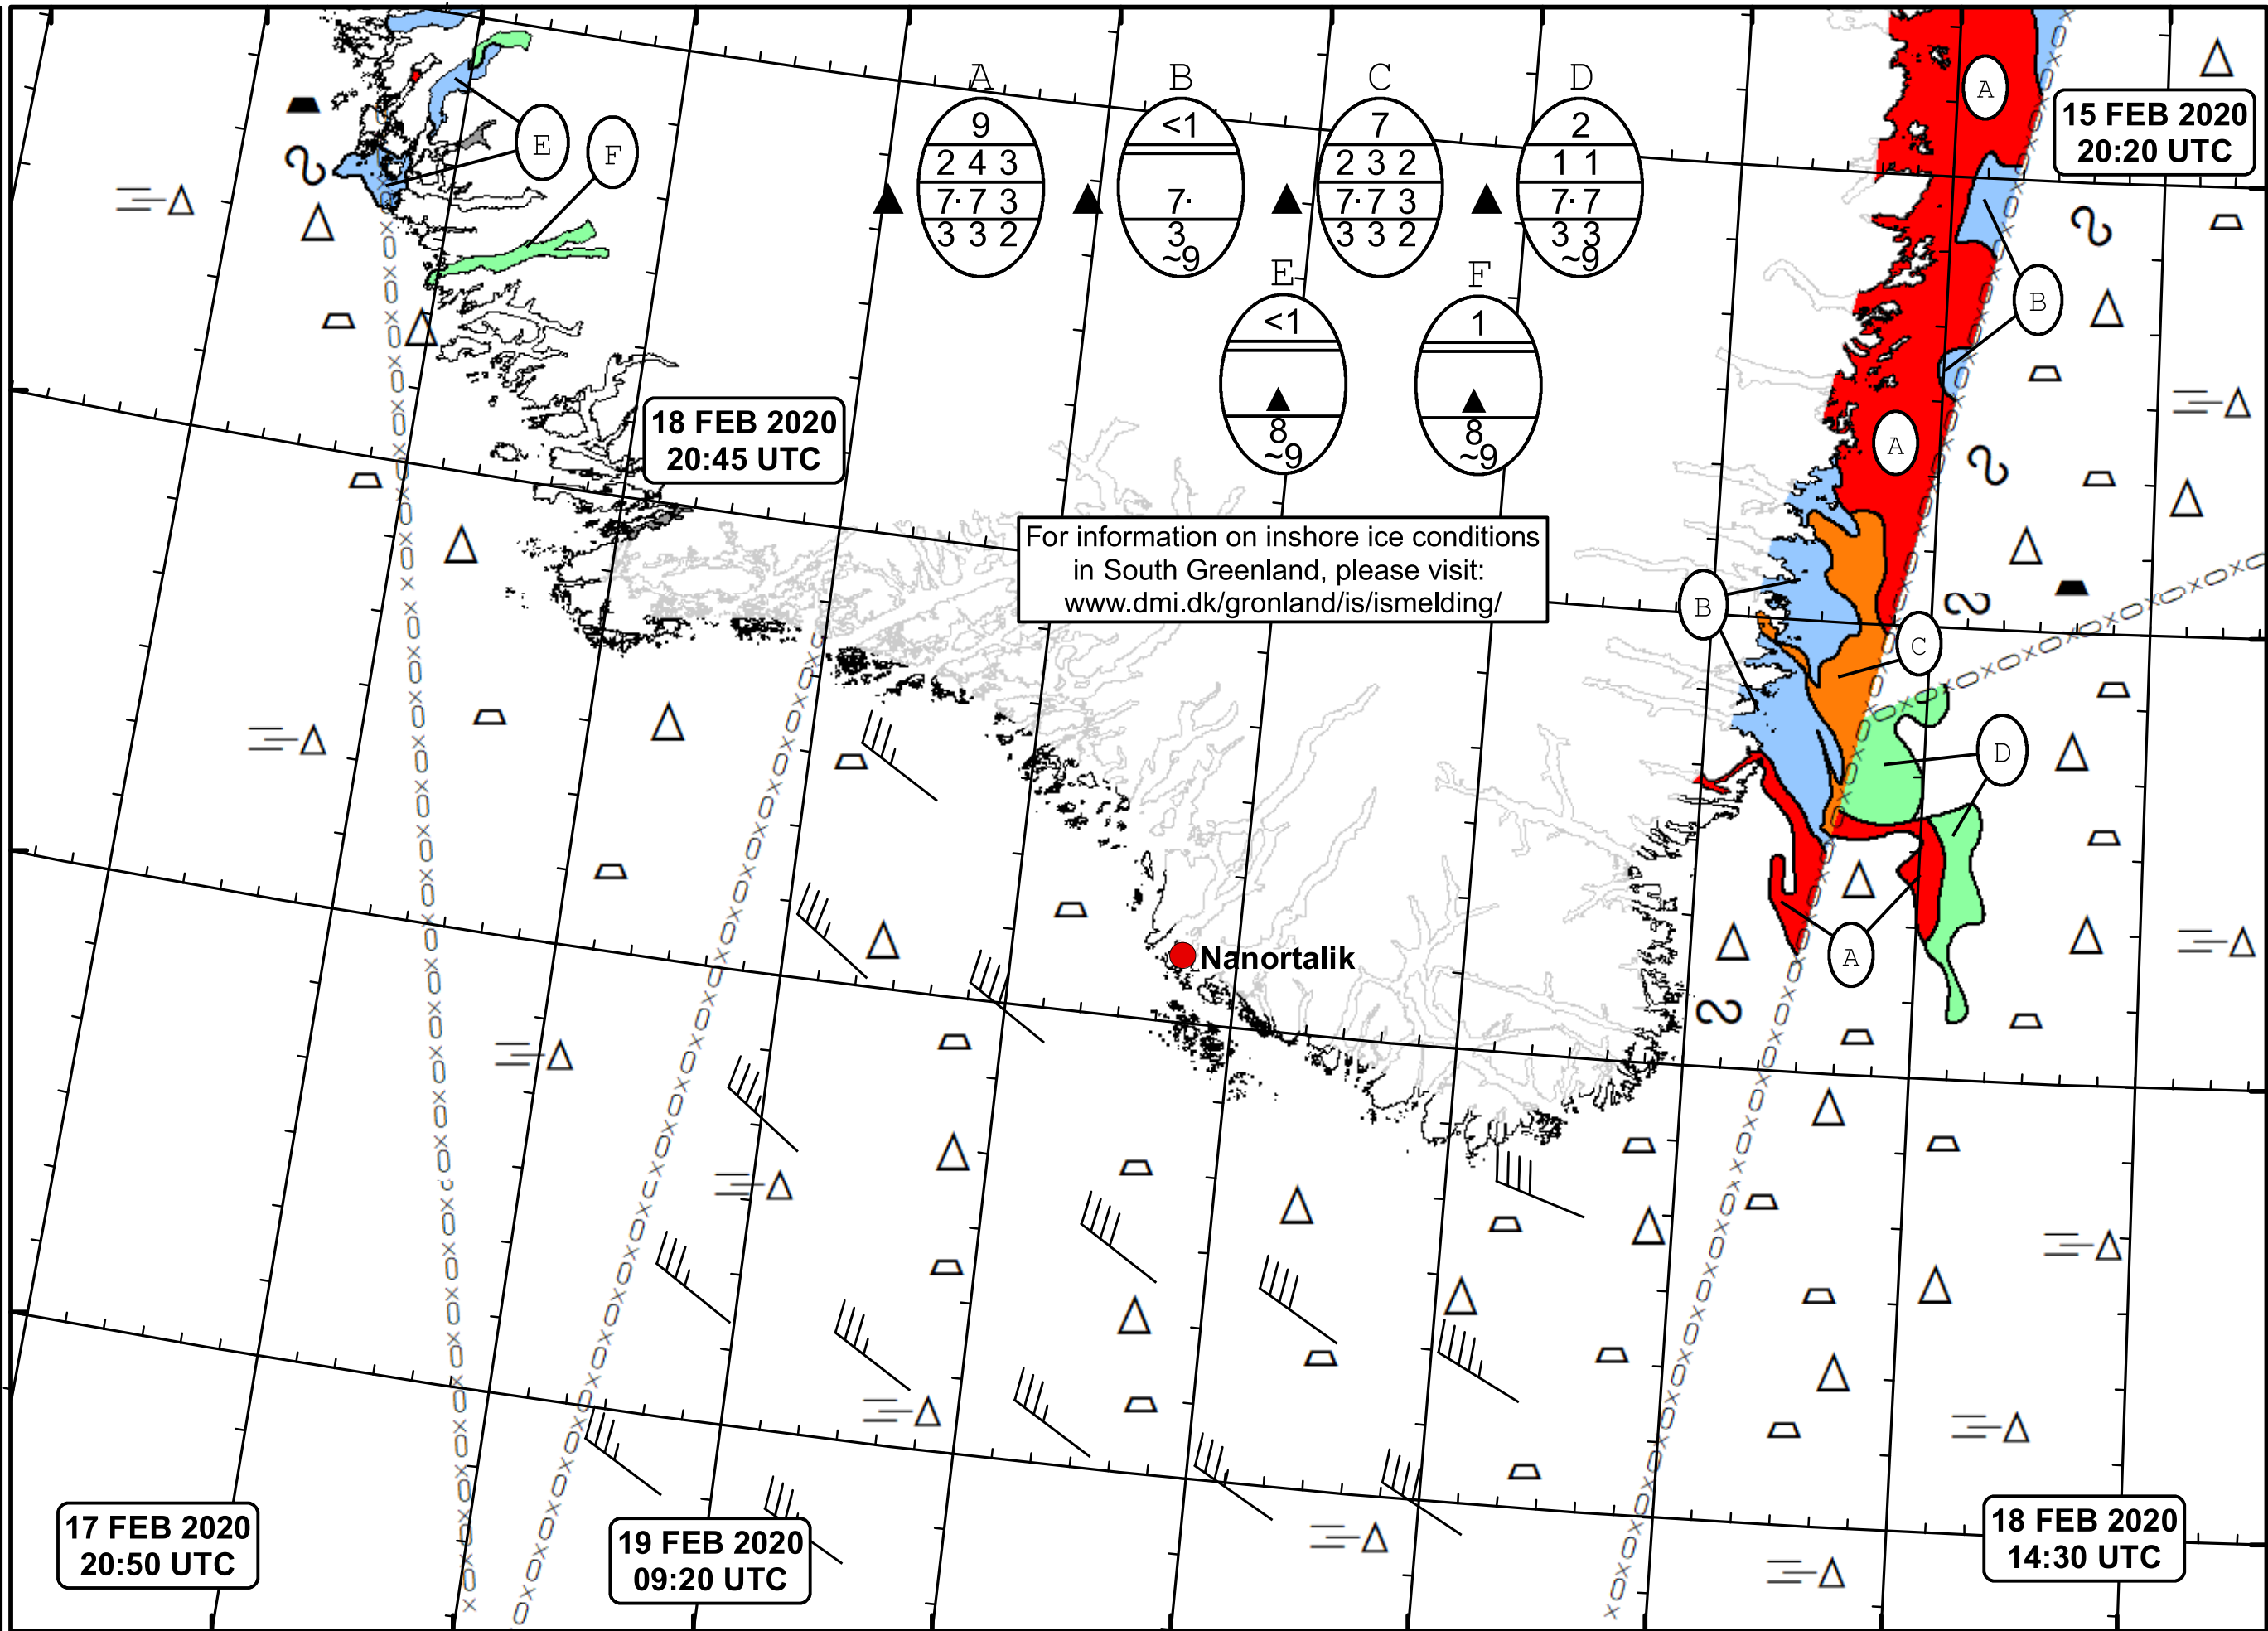 A B C D
9
2 4 3
7· 7 3
3 3 2
<1
7·
3
~9
7
2 3 2
7· 7 3
3 3 2
2
1 1
7· 7
3 3
~9
E F
<1
8
~9
1
8
~9
E
F
A
15 FEB 2020
20:20 UTC
B
A
18 FEB 2020
20:45 UTC
For information on inshore ice conditions
in South Greenland, please visit:
www.dmi.dk/gronland/is/ismelding/
B
C
D
A
Nanortalik
17 FEB 2020
20:50 UTC
19 FEB 2020
09:20 UTC
18 FEB 2020
14:30 UTC